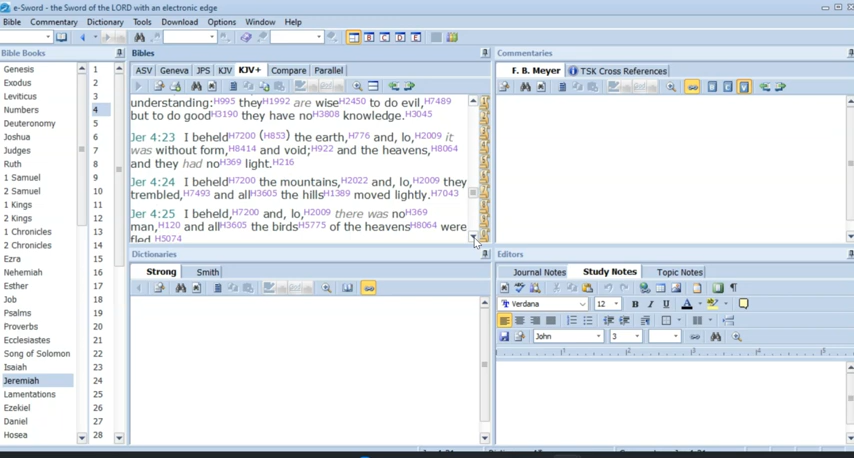 e-Sword - the Sword of the LORD with an electronic edge
Bible Commentary Dictionary Tools Download Options Window Help
B C D E
Bible Books
Genesis
Exodus
Leviticus
Numbers
Deuteronomy
Joshua
Judges
Ruth
1 Samuel
2 Samuel
1 Kings
2 Kings
1 Chronicles
2 Chronicles
Ezra
Nehemiah
Esther
Job
Psalms
Proverbs
Ecclesiastes
Song of Solomon
Isaiah
Jeremiah
Lamentations
Ezekiel
Daniel
Hosea
1
2
3
4
5
6
7
8
9
10
11
12
13
14
15
16
17
18
19
20
21
22
23
24
25
26
27
28
Bibles
ASV Geneva JPS KJV KJV+ Compare Parallel
understanding:H995 theyH1992 are wiseH2450 to do evil,H7489
but to do goodH3190 they have noH3808 knowledge.H3045
Jer 4:23 I beheldH7200 (H853) the earth,H776 and, lo,H2009 it
was without form,H8414 and void;H922 and the heavens,H8064
and they had noH369 light.H216
Jer 4:24 I beheldH7200 the mountains,H2022 and, lo,H2009 they
trembled,H7493 and allH3605 the hillsH1389 moved lightly.H7043
Jer 4:25 I beheld,H7200 and, lo,H2009 there was noH369
man,H120 and allH3605 the birdsH5775 of the heavensH8064 were
fled.H5074
Dictionaries
Strong Smith
Commentaries
F. B. Meyer TSK Cross References
Editors
Journal Notes Study Notes Topic Notes
Verdana 12 B I U A
John 3
1 2 3 4 5